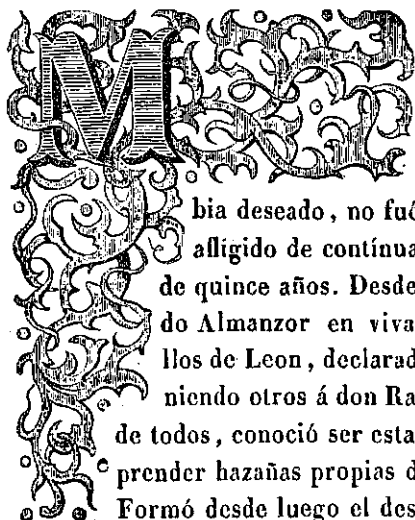 M
bia deseado, no fué
afligido de contínua
de quince años. Desde
do Almanzor en viva
llos de Leon, declarad
niendo otros á don Ra
de todos, conoció ser esta
prender hazañas propias d
Formó desde luego el des